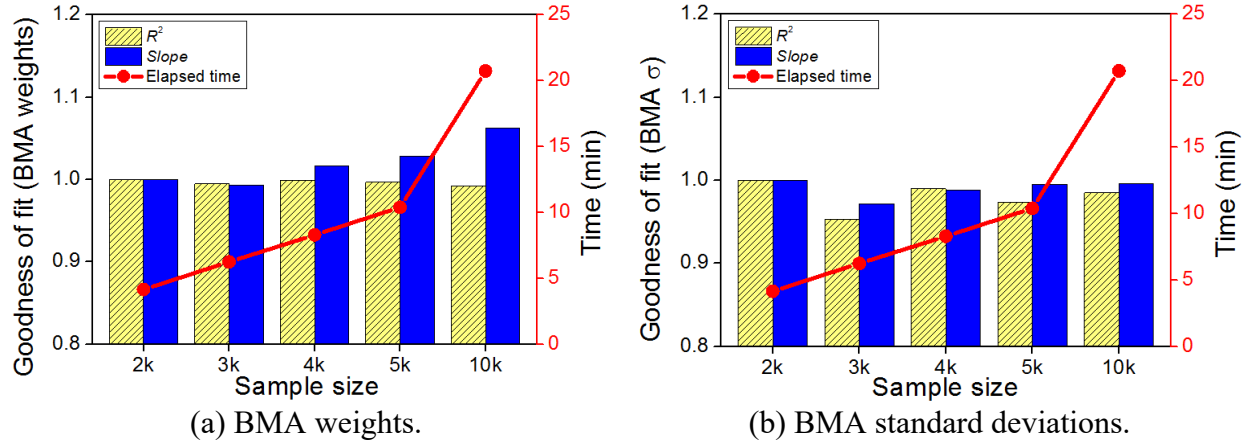 1.2
1.1
1.0
0.9
0.8
Goodness of fit (BMA weights)
R²
Slope
Elapsed time
25
20
15
10
5
0
Time (min)
2k 3k 4k 5k 10k
Sample size
(a) BMA weights.
1.2
1.1
1.0
0.9
0.8
Goodness of fit (BMA σ)
R²
Slope
Elapsed time
25
20
15
10
5
0
Time (min)
2k 3k 4k 5k 10k
Sample size
(b) BMA standard deviations.